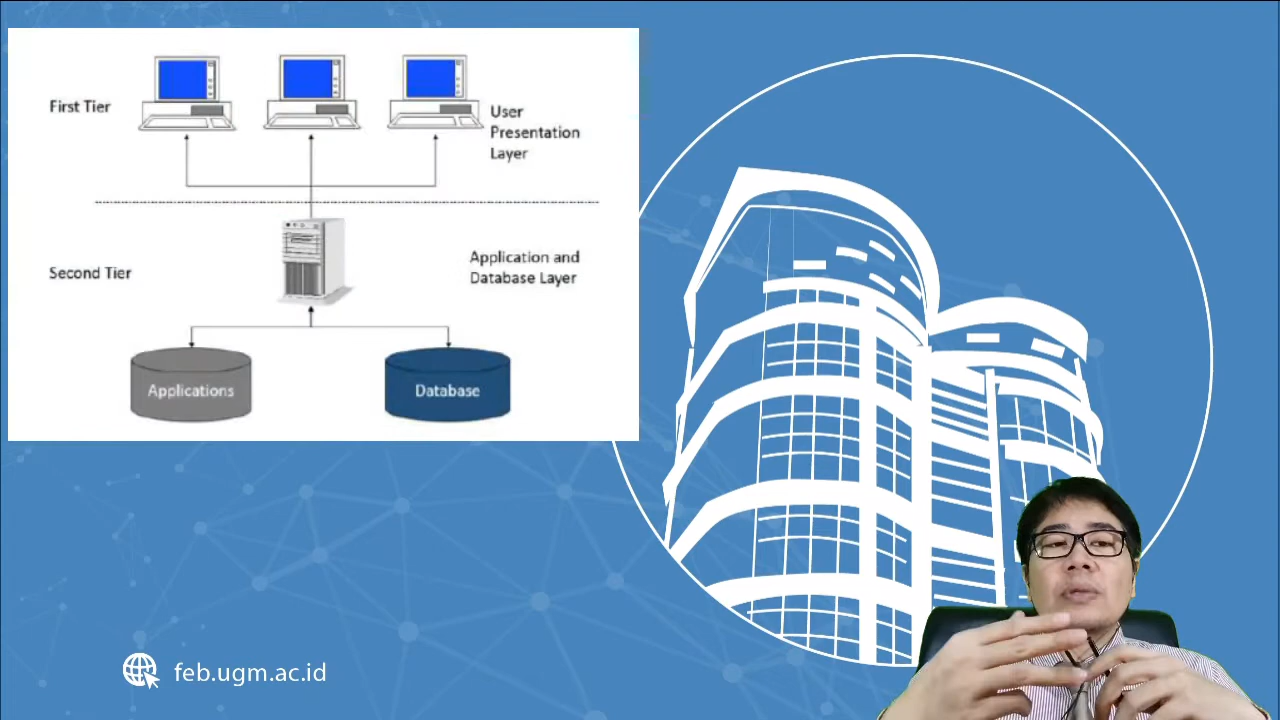 First Tier
User
Presentation
Layer
Second Tier
Application and
Database Layer
Applications
Database
feb.ugm.ac.id